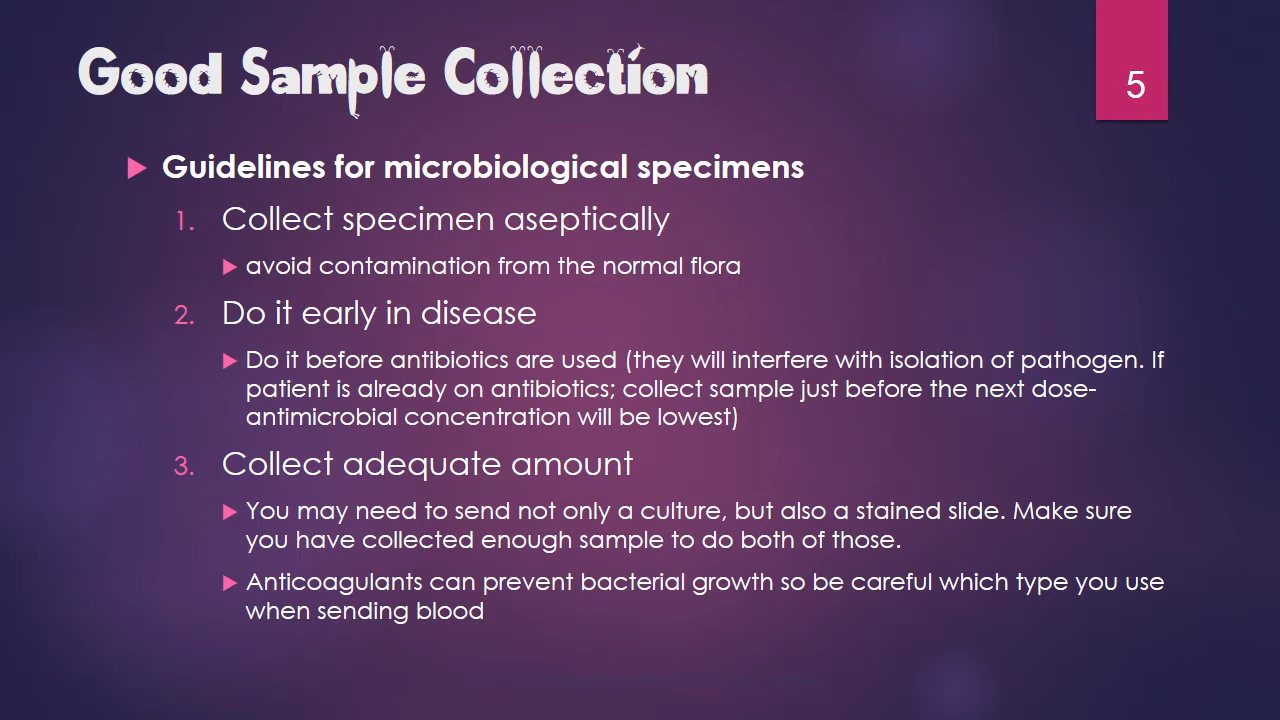 Good Sample Collection
5
Guidelines for microbiological specimens
1. Collect specimen aseptically
avoid contamination from the normal flora
2. Do it early in disease
Do it before antibiotics are used (they will interfere with isolation of pathogen. If
patient is already on antibiotics; collect sample just before the next dose-
antimicrobial concentration will be lowest)
3. Collect adequate amount
You may need to send not only a culture, but also a stained slide. Make sure
you have collected enough sample to do both of those.
Anticoagulants can prevent bacterial growth so be careful which type you use
when sending blood